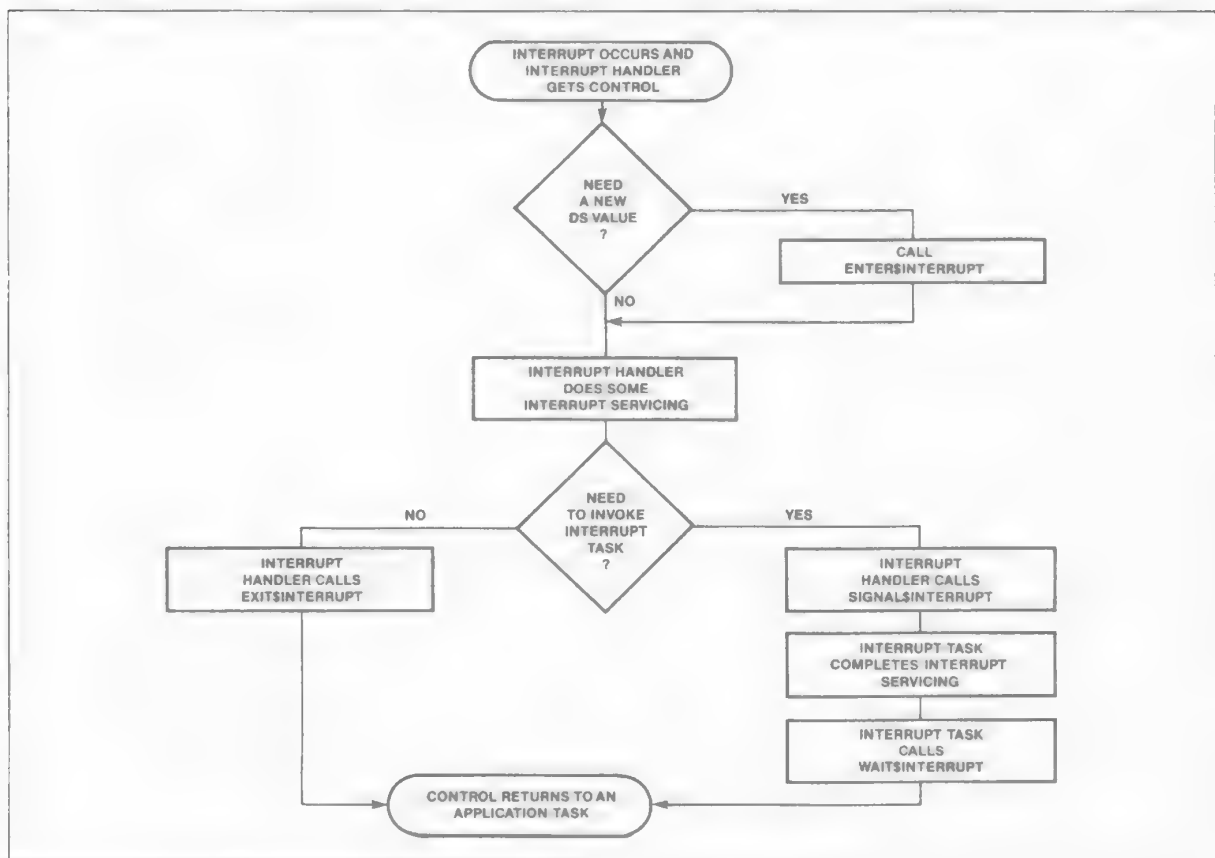 INTERRUPT OCCURS AND
INTERRUPT HANDLER
GETS CONTROL
NEED
A NEW
DS VALUE
?
YES
CALL
ENTER$INTERRUPT
NO
INTERRUPT HANDLER
DOES SOME
INTERRUPT SERVICING
NEED
TO INVOKE
INTERRUPT
TASK
?
NO
YES
INTERRUPT
HANDLER CALLS
EXIT$INTERRUPT
INTERRUPT
HANDLER CALLS
SIGNAL$INTERRUPT
INTERRUPT TASK
COMPLETES INTERRUPT
SERVICING
INTERRUPT TASK
CALLS
WAIT$INTERRUPT
CONTROL RETURNS TO AN
APPLICATION TASK